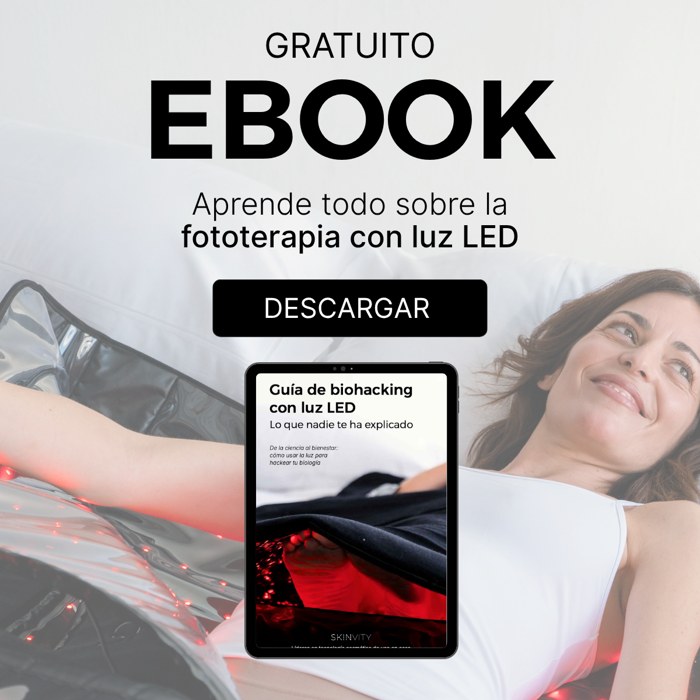 GRATUITO
EBOOK
Aprende todo sobre la
fototerapia con luz LED
DESCARGAR
Guía de biohacking
con luz LED
Lo que nadie te ha explicado
De la ciencia al bienestar:
cómo usar la luz para
hackear tu biología
SKINVITY